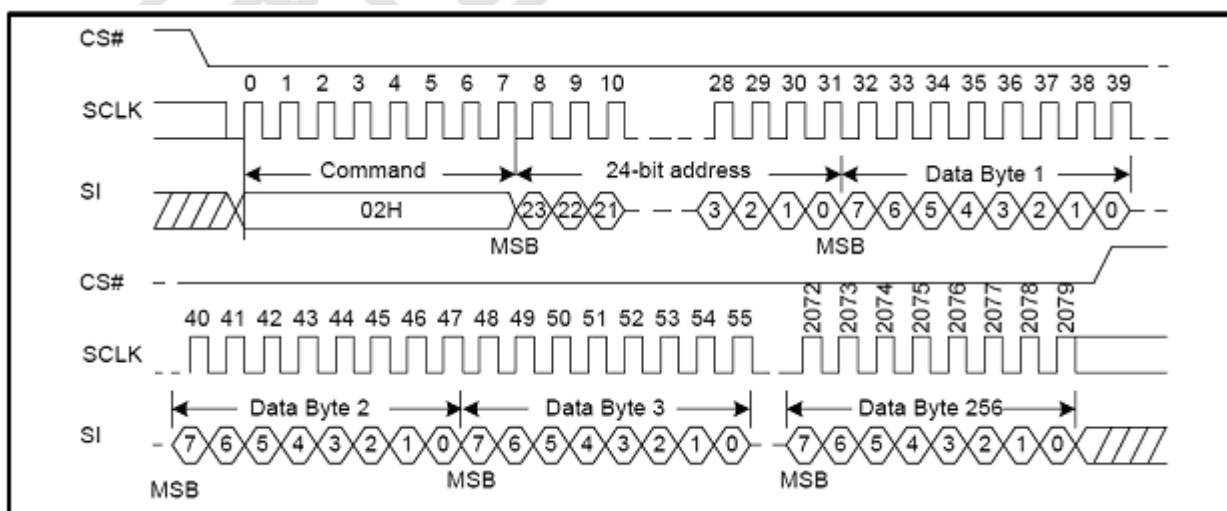 CS#
0 1 2 3 4 5 6 7 8 9 10 28 29 30 31 32 33 34 35 36 37 38 39
SCLK
Command 24-bit address Data Byte 1
SI
02H 23 22 21 3 2 1 0 7 6 5 4 3 2 1 0
MSB MSB
CS#
40 41 42 43 44 45 46 47 48 49 50 51 52 53 54 55 2072 2073 2074 2075 2076 2077 2078 2079
SCLK
Data Byte 2 Data Byte 3 Data Byte 256
SI
7 6 5 4 3 2 1 0 7 6 5 4 3 2 1 0 7 6 5 4 3 2 1 0
MSB MSB MSB